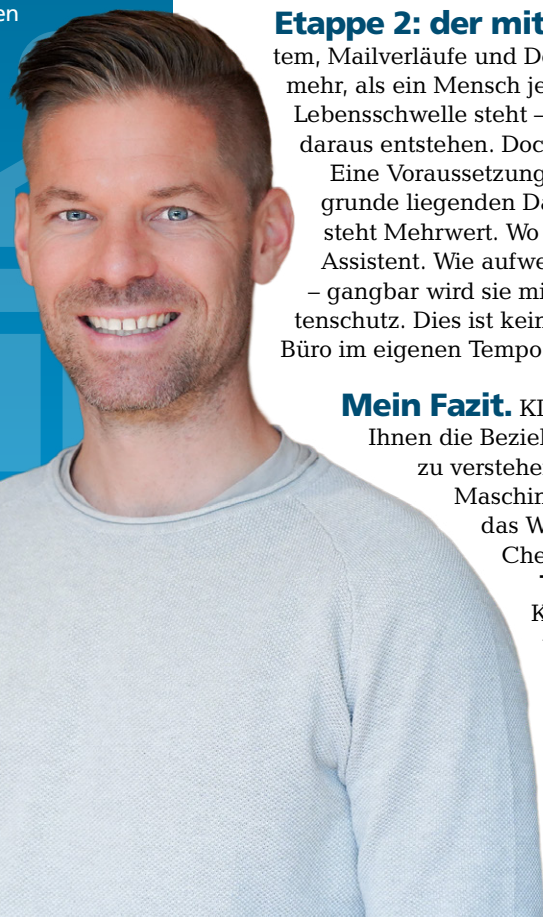 en
Etappe 2: der mit
tem, Mailverläufe und D
mehr, als ein Mensch je
Lebensschwelle steht –
daraus entstehen. Doc
Eine Voraussetzung
grunde liegenden Da
steht Mehrwert. Wo
Assistent. Wie aufwe
– gangbar wird sie mi
tenschutz. Dies ist kein
Büro im eigenen Tempo
Mein Fazit. KI
Ihnen die Bezie
zu verstehe
Maschin
das W
Che
K